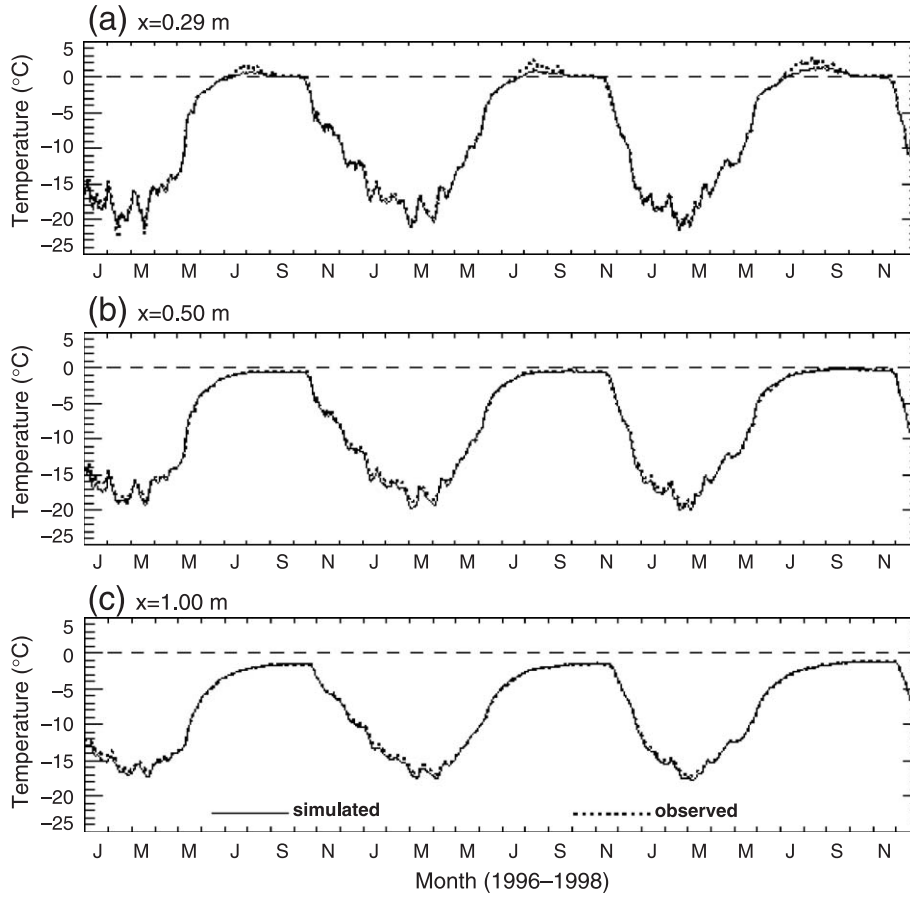 (a) x=0.29 m
5
0
−5
−10
−15
−20
−25
Temperature (°C)
J M M J S N J M M J S N J M M J S N
(b) x=0.50 m
5
0
−5
−10
−15
−20
−25
Temperature (°C)
J M M J S N J M M J S N J M M J S N
(c) x=1.00 m
5
0
−5
−10
−15
−20
−25
Temperature (°C)
simulated observed
J M M J S N J M M J S N J M M J S N
Month (1996–1998)